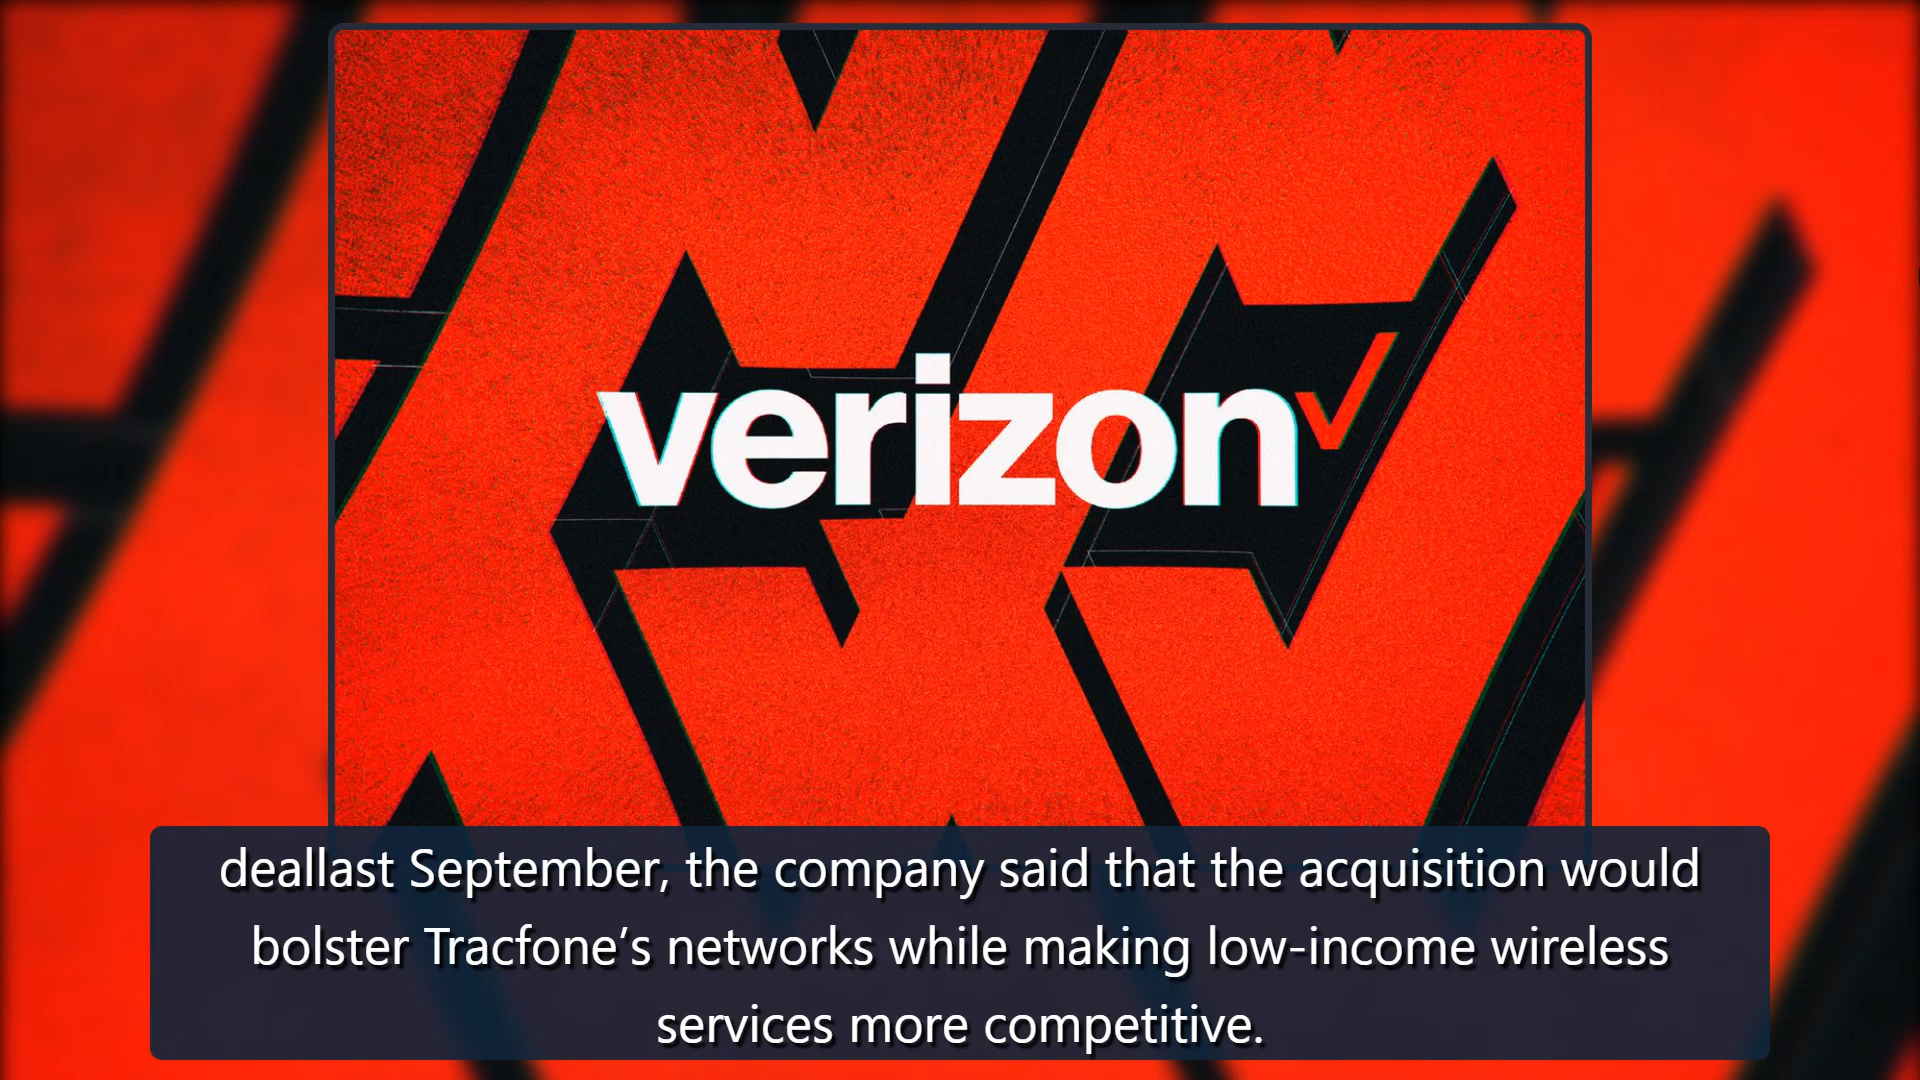 verizon
deallast September, the company said that the acquisition would
bolster Tracfone’s networks while making low-income wireless
services more competitive.